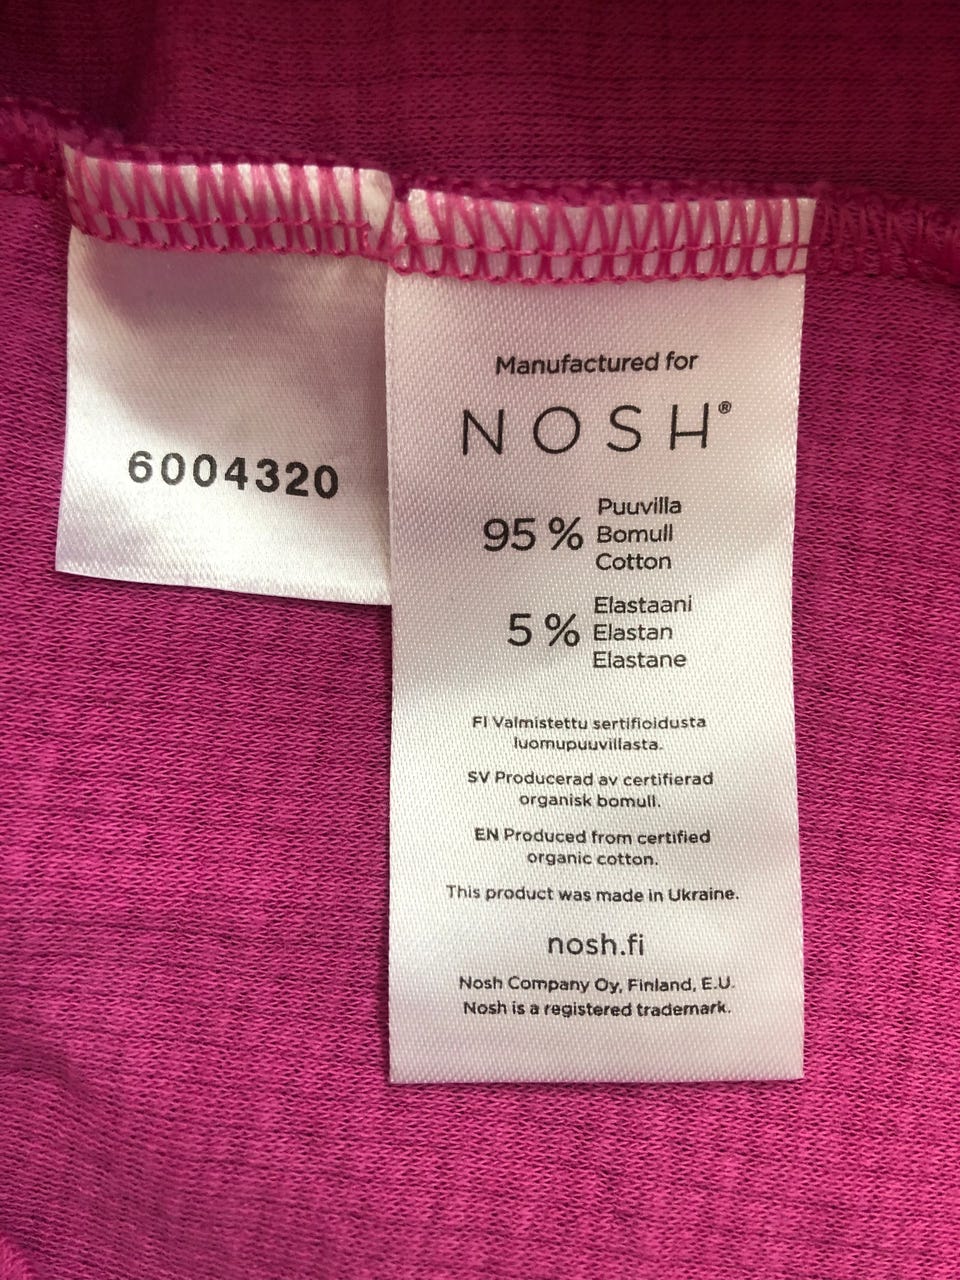 6004320
Manufactured for
NOSH®
95 % Puuvilla
Bomull
Cotton
5 % Elastaani
Elastan
Elastane
FI Valmistettu sertifioidusta
luomupuuvillasta.
SV Producerad av certifierad
organisk bomull.
EN Produced from certified
organic cotton.
This product was made in Ukraine.
nosh.fi
Nosh Company Oy, Finland, E.U.
Nosh is a registered trademark.